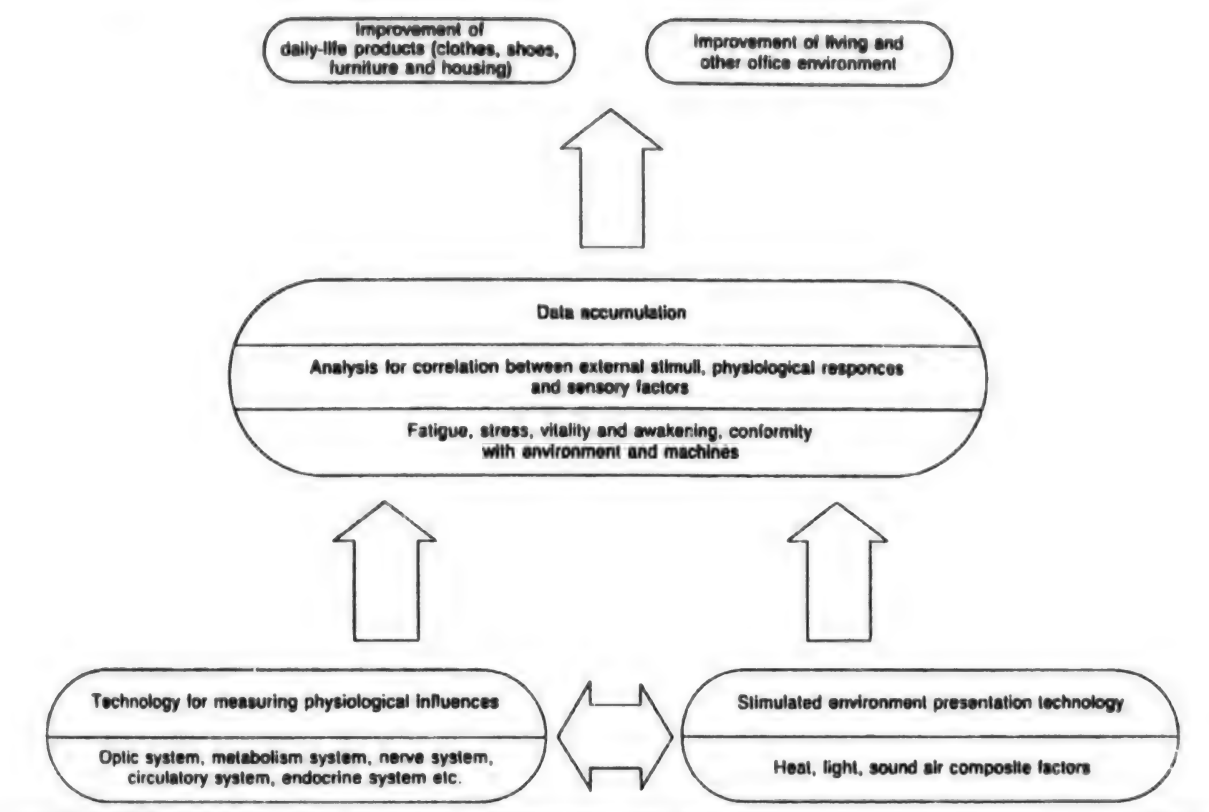 Improvement of
daily-life products (clothes, shoes,
furniture and housing)
Improvement of living and
other office environment
Data accumulation
Analysis for correlation between external stimuli, physiological responces
and sensory factors
Fatigue, stress, vitality and awakening, conformity
with environment and machines
Technology for measuring physiological influences
Optic system, metabolism system, nerve system,
circulatory system, endocrine system etc.
Stimulated environment presentation technology
Heat, light, sound air composite factors